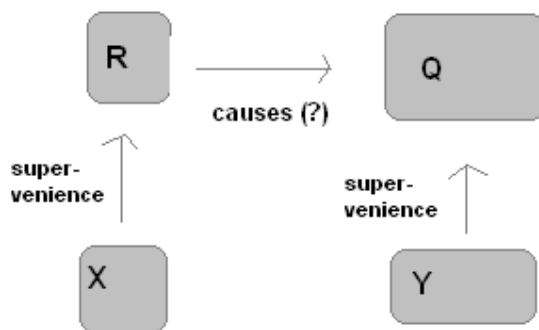 R
Q
causes (?)
super-
venience
super-
venience
X
Y